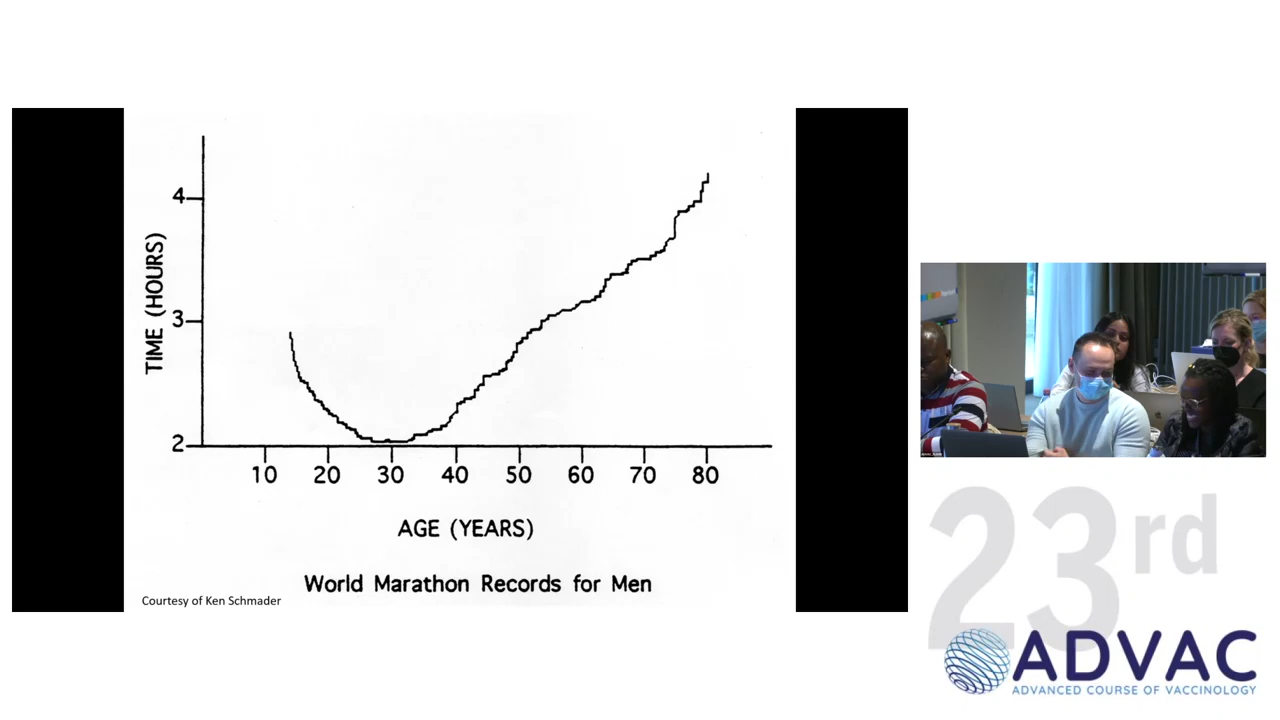 4
3
2
TIME (HOURS)
10 20 30 40 50 60 70 80
AGE (YEARS)
World Marathon Records for Men
Courtesy of Ken Schmader
23rd
ADVAC
ADVANCED COURSE OF VACCINOLOGY